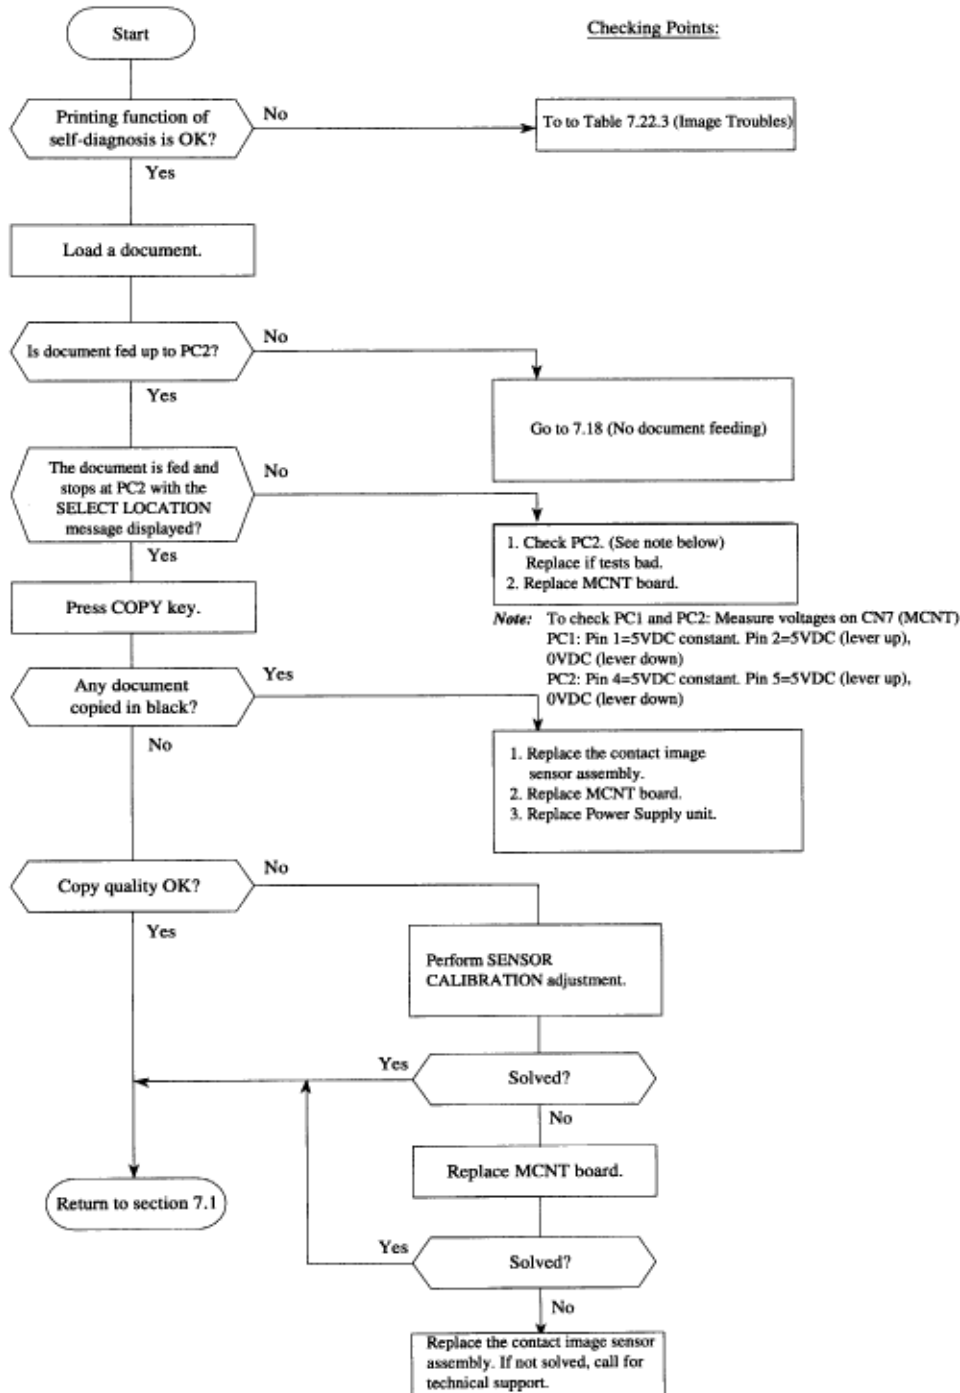 Start
Checking Points:
Printing function of
self-diagnosis is OK?
No
To to Table 7.22.3 (Image Troubles)
Yes
Load a document.
Is document fed up to PC2?
No
Yes
Go to 7.18 (No document feeding)
The document is fed and
stops at PC2 with the
SELECT LOCATION
message displayed?
No
Yes
1. Check PC2. (See note below)
Replace if tests bad.
2. Replace MCNT board.
Press COPY key.
Note: To check PC1 and PC2: Measure voltages on CN7 (MCNT)
PC1: Pin 1=5VDC constant. Pin 2=5VDC (lever up),
0VDC (lever down)
PC2: Pin 4=5VDC constant. Pin 5=5VDC (lever up),
0VDC (lever down)
Any document
copied in black?
Yes
No
1. Replace the contact image
sensor assembly.
2. Replace MCNT board.
3. Replace Power Supply unit.
Copy quality OK?
No
Yes
Perform SENSOR
CALIBRATION adjustment.
Solved?
Yes
No
Replace MCNT board.
Return to section 7.1
Solved?
Yes
No
Replace the contact image sensor
assembly. If not solved, call for
technical support.